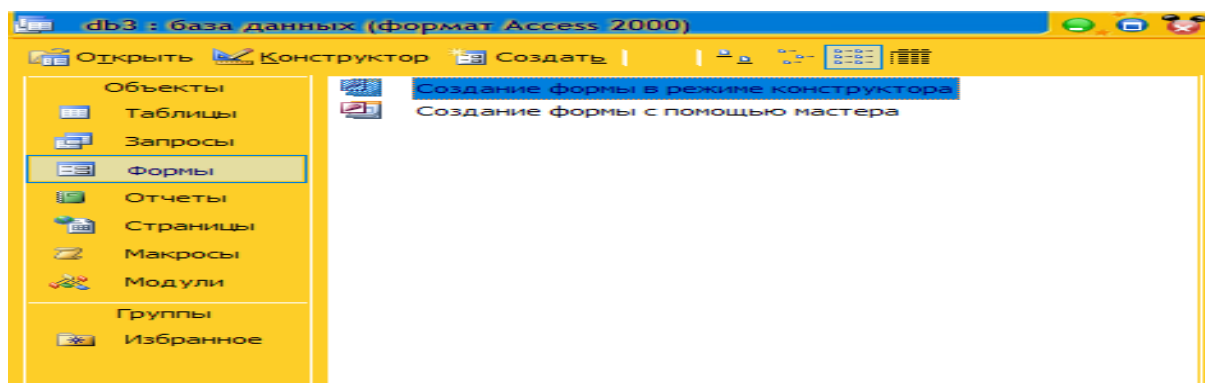 db3 : база данных (формат Access 2000)
Открыть Конструктор Создать
Объекты
Таблицы
Запросы
Формы
Отчеты
Страницы
Макросы
Модули
Группы
Избранное
Создание формы в режиме конструктора
Создание формы с помощью мастера